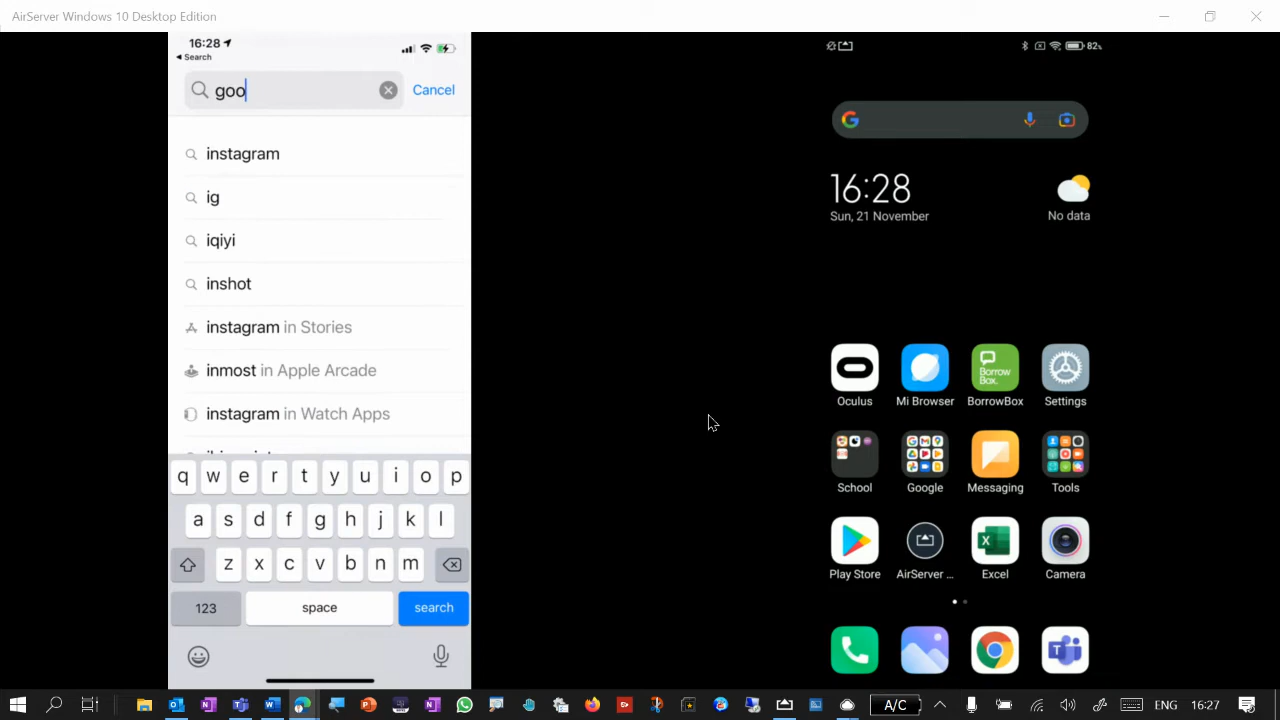 AirServer Windows 10 Desktop Edition
16:28
Search
goo
Cancel
instagram
ig
iqiyi
inshot
instagram in Stories
inmost in Apple Arcade
instagram in Watch Apps
q w e r t y u i o p
a s d f g h j k l
z x c v b n m
123 space search
82%
16:28
Sun, 21 November
No data
Borrow
Box.
Oculus Mi Browser BorrowBox Settings
School Google Messaging Tools
Play Store AirServer ... Excel Camera
A/C
ENG 16:27